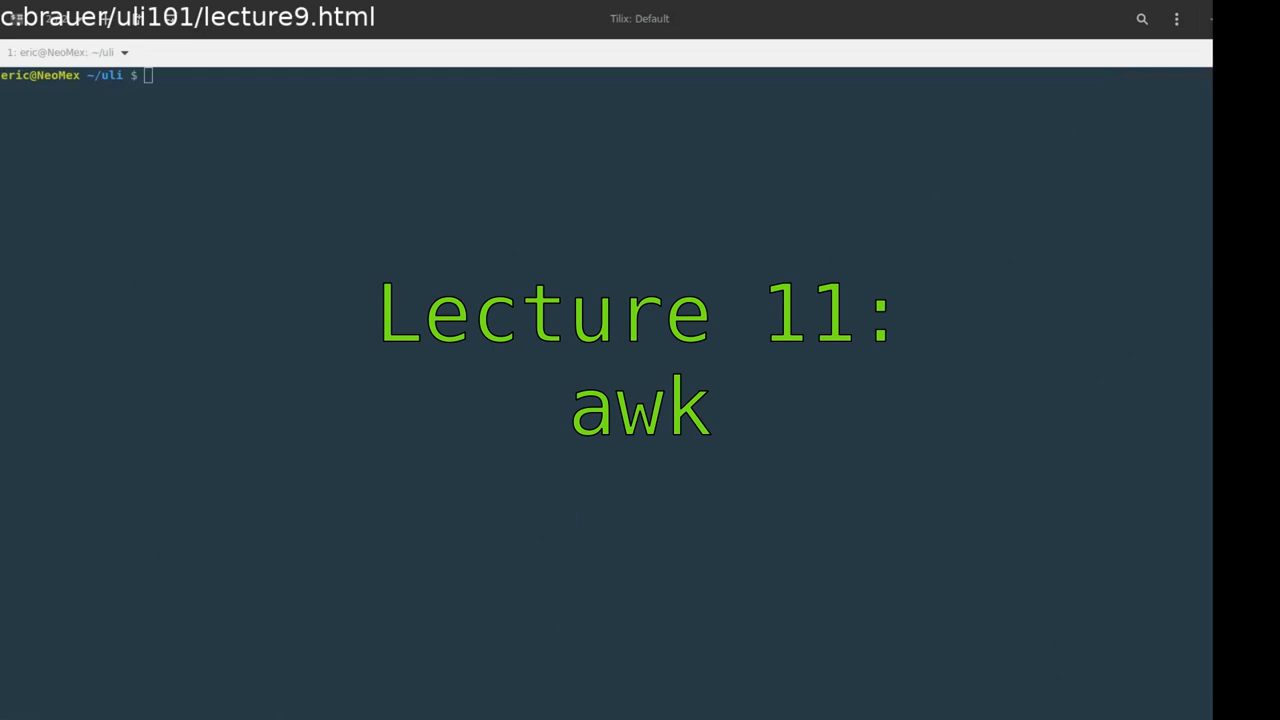 c.brauer/uli101/lecture9.html
Tilix: Default
1: eric@NeoMex: ~/uli
eric@NeoMex ~/uli $
Lecture 11:
awk